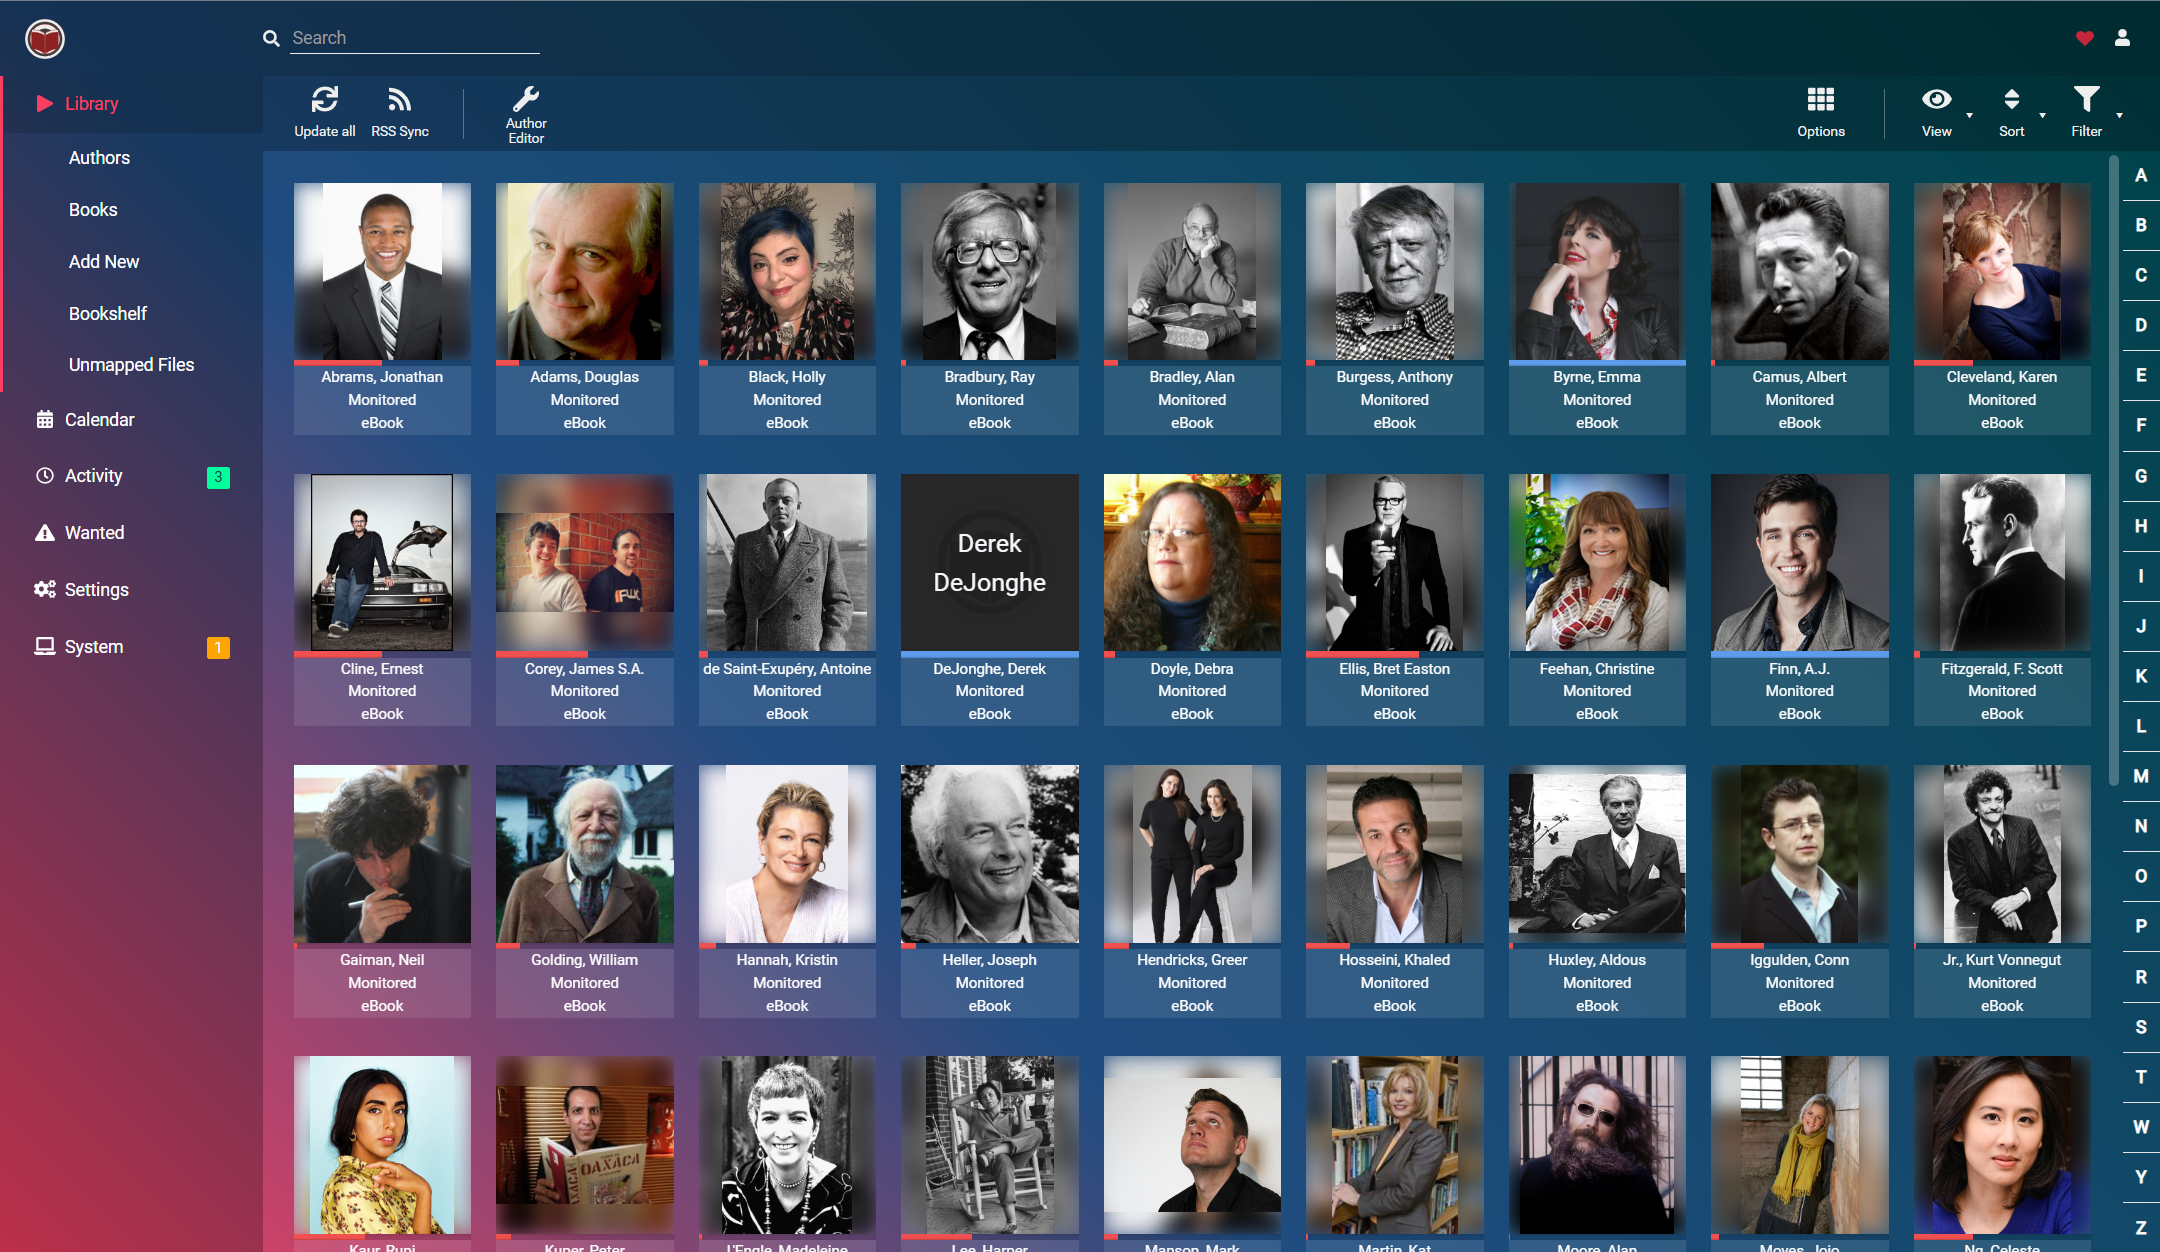 Search
Library
Authors
Books
Add New
Bookshelf
Unmapped Files
Calendar
Activity
3
Wanted
Settings
System
1
Update all
RSS Sync
Author
Editor
Options
View
Sort
Filter
Abrams, Jonathan
Monitored
eBook
Adams, Douglas
Monitored
eBook
Black, Holly
Monitored
eBook
Bradbury, Ray
Monitored
eBook
Bradley, Alan
Monitored
eBook
Burgess, Anthony
Monitored
eBook
Byrne, Emma
Monitored
eBook
Camus, Albert
Monitored
eBook
Cleveland, Karen
Monitored
eBook
Cline, Ernest
Monitored
eBook
Corey, James S.A.
Monitored
eBook
de Saint-Exupéry, Antoine
Monitored
eBook
Derek
DeJonghe
DeJonghe, Derek
Monitored
eBook
Doyle, Debra
Monitored
eBook
Ellis, Bret Easton
Monitored
eBook
Feehan, Christine
Monitored
eBook
Finn, A.J.
Monitored
eBook
Fitzgerald, F. Scott
Monitored
eBook
Gaiman, Neil
Monitored
eBook
Golding, William
Monitored
eBook
Hannah, Kristin
Monitored
eBook
Heller, Joseph
Monitored
eBook
Hendricks, Greer
Monitored
eBook
Hosseini, Khaled
Monitored
eBook
Huxley, Aldous
Monitored
eBook
Iggulden, Conn
Monitored
eBook
Jr., Kurt Vonnegut
Monitored
eBook
OAXACA
Kaur, Rupi
Kuper, Peter
L'Engle, Madeleine
Lee, Harper
Manson, Mark
Martin, Kat
Moore, Alan
Moyes, Jojo
Ng, Celeste
A
B
C
D
E
F
G
H
I
J
K
L
M
N
O
P
R
S
T
W
Y
Z